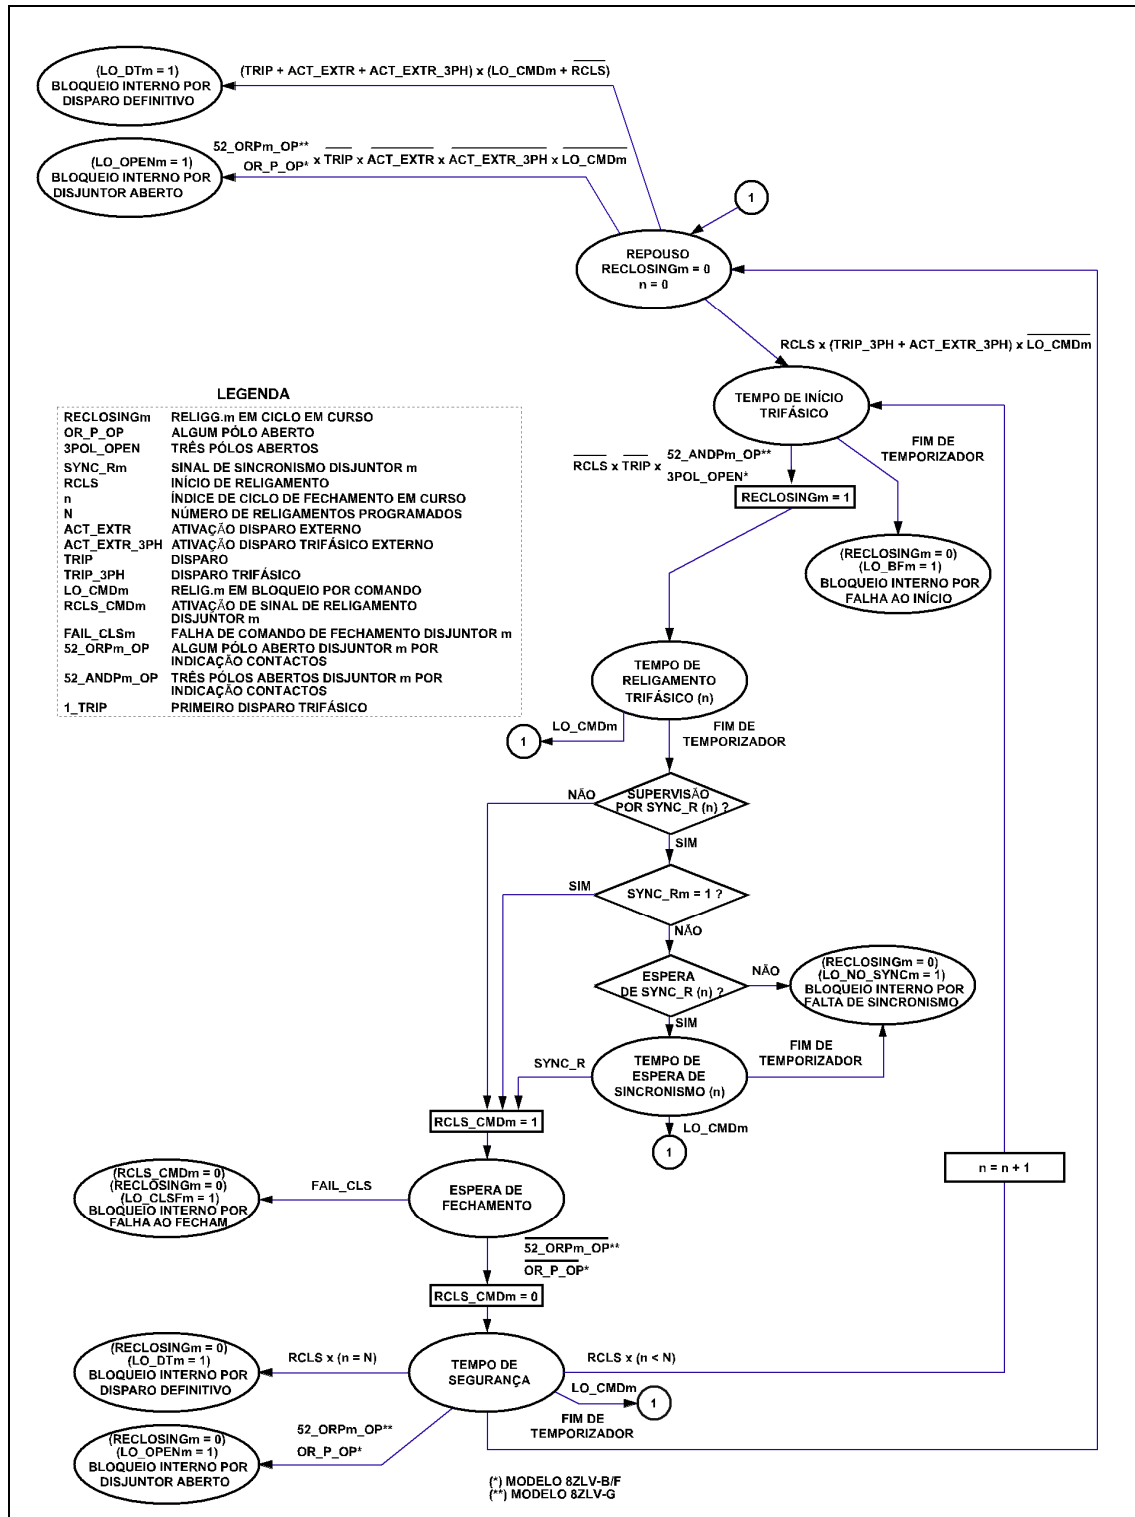 (LO_DTm = 1)
BLOQUEIO INTERNO POR
DISPARO DEFINITIVO
(TRIP + ACT_EXTR + ACT_EXTR_3PH) x (LO_CMDm + R̅C̅L̅S̅)
(LO_OPENm = 1)
BLOQUEIO INTERNO POR
DISJUNTOR ABERTO
52_ORPm_OP**
OR_P_OP*
x T̅R̅I̅P̅ x A̅C̅T̅_̅E̅X̅T̅R̅ x A̅C̅T̅_̅E̅X̅T̅R̅_̅3̅P̅H̅ x L̅O̅_̅C̅M̅D̅m̅
1
REPOUSO
RECLOSINGm = 0
n = 0
RCLS x (TRIP_3PH + ACT_EXTR_3PH) x L̅O̅_̅C̅M̅D̅m̅
TEMPO DE INÍCIO
TRIFÁSICO
R̅C̅L̅S̅ x T̅R̅I̅P̅ x
52_ANDPm_OP**
3POL_OPEN*
FIM DE
TEMPORIZADOR
RECLOSINGm = 1
(RECLOSINGm = 0)
(LO_BFm = 1)
BLOQUEIO INTERNO POR
FALHA AO INÍCIO
LEGENDA
RECLOSINGm RELIGG.m EM CICLO EM CURSO
OR_P_OP ALGUM PÓLO ABERTO
3POL_OPEN TRÊS PÓLOS ABERTOS
SYNC_Rm SINAL DE SINCRONISMO DISJUNTOR m
RCLS INÍCIO DE RELIGAMENTO
n ÍNDICE DE CICLO DE FECHAMENTO EM CURSO
N NÚMERO DE RELIGAMENTOS PROGRAMADOS
ACT_EXTR ATIVAÇÃO DISPARO EXTERNO
ACT_EXTR_3PH ATIVAÇÃO DISPARO TRIFÁSICO EXTERNO
TRIP DISPARO
TRIP_3PH DISPARO TRIFÁSICO
LO_CMDm RELIG.m EM BLOQUEIO POR COMANDO
RCLS_CMDm ATIVAÇÃO DE SINAL DE RELIGAMENTO
DISJUNTOR m
FAIL_CLSm FALHA DE COMANDO DE FECHAMENTO DISJUNTOR m
52_ORPm_OP ALGUM PÓLO ABERTO DISJUNTOR m POR
INDICAÇÃO CONTACTOS
52_ANDPm_OP TRÊS PÓLOS ABERTOS DISJUNTOR m POR
INDICAÇÃO CONTACTOS
1_TRIP PRIMEIRO DISPARO TRIFÁSICO
TEMPO DE
RELIGAMENTO
TRIFÁSICO (n)
LO_CMDm
1
FIM DE
TEMPORIZADOR
SUPERVISÃO
POR SYNC_R (n) ?
NÃO
SIM
SYNC_Rm = 1 ?
SIM
NÃO
ESPERA
DE SYNC_R (n) ?
NÃO
SIM
(RECLOSINGm = 0)
(LO_NO_SYNCm = 1)
BLOQUEIO INTERNO POR
FALTA DE SINCRONISMO
TEMPO DE
ESPERA DE
SINCRONISMO (n)
SYNC_R
FIM DE
TEMPORIZADOR
LO_CMDm
1
RCLS_CMDm = 1
n = n + 1
ESPERA DE
FECHAMENTO
FAIL_CLS
(RCLS_CMDm = 0)
(RECLOSINGm = 0)
(LO_CLSFm = 1)
BLOQUEIO INTERNO POR
FALHA AO FECHAM
5̅2̅_̅O̅R̅P̅m̅_̅O̅P̅**
O̅R̅_̅P̅_̅O̅P̅*
RCLS_CMDm = 0
(RECLOSINGm = 0)
(LO_DTm = 1)
BLOQUEIO INTERNO POR
DISPARO DEFINITIVO
RCLS x (n = N)
TEMPO DE
SEGURANÇA
RCLS x (n < N)
LO_CMDm
1
FIM DE
TEMPORIZADOR
52_ORPm_OP**
OR_P_OP*
(RECLOSINGm = 0)
(LO_OPENm = 1)
BLOQUEIO INTERNO POR
DISJUNTOR ABERTO
(*) MODELO 8ZLV-B/F
(**) MODELO 8ZLV-G